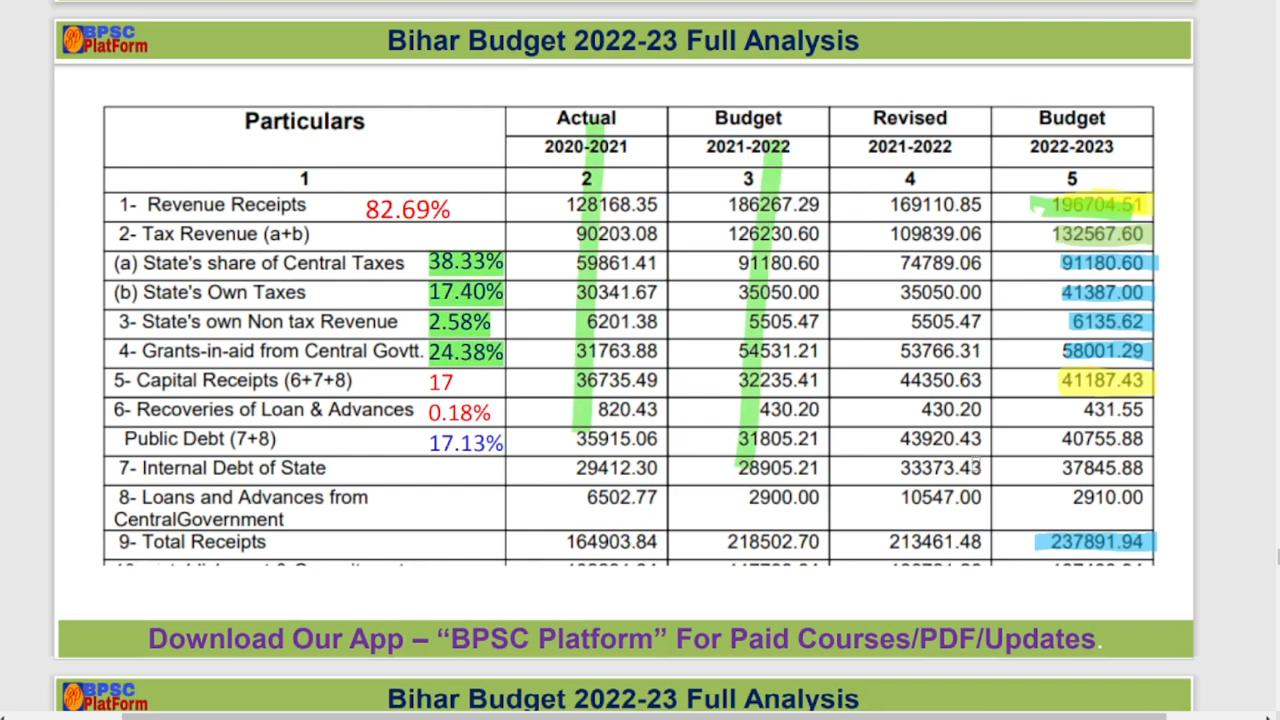 BPSC
PlatForm
Bihar Budget 2022-23 Full Analysis
Particulars Actual Budget Revised Budget
2020-2021 2021-2022 2021-2022 2022-2023
1 2 3 4 5
1- Revenue Receipts 82.69% 128168.35 186267.29 169110.85 196704.51
2- Tax Revenue (a+b) 90203.08 126230.60 109839.06 132567.60
(a) State's share of Central Taxes 38.33% 59861.41 91180.60 74789.06 91180.60
(b) State's Own Taxes 17.40% 30341.67 35050.00 35050.00 41387.00
3- State's own Non tax Revenue 2.58% 6201.38 5505.47 5505.47 6135.62
4- Grants-in-aid from Central Govtt. 24.38% 31763.88 54531.21 53766.31 58001.29
5- Capital Receipts (6+7+8) 17 36735.49 32235.41 44350.63 41187.43
6- Recoveries of Loan & Advances 0.18% 820.43 430.20 430.20 431.55
Public Debt (7+8) 17.13% 35915.06 31805.21 43920.43 40755.88
7- Internal Debt of State 29412.30 28905.21 33373.43 37845.88
8- Loans and Advances from 6502.77 2900.00 10547.00 2910.00
CentralGovernment
9- Total Receipts 164903.84 218502.70 213461.48 237891.94
Download Our App – “BPSC Platform” For Paid Courses/PDF/Updates.
BPSC
PlatForm
Bihar Budget 2022-23 Full Analysis